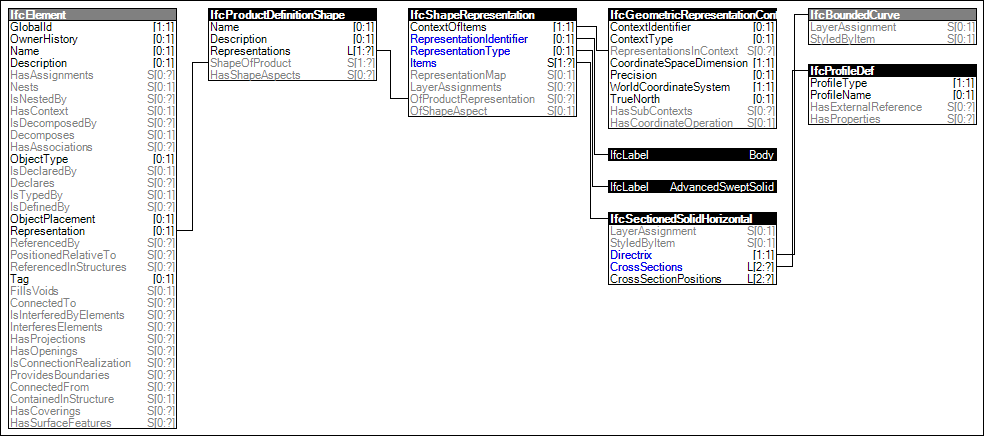 IfcElement
GlobalId [1:1]
OwnerHistory [0:1]
Name [0:1]
Description [0:1]
HasAssignments S[0:?]
Nests S[0:1]
IsNestedBy S[0:?]
HasContext S[0:1]
IsDecomposedBy S[0:?]
Decomposes S[0:1]
HasAssociations S[0:?]
ObjectType [0:1]
IsDeclaredBy S[0:1]
Declares S[0:?]
IsTypedBy S[0:1]
IsDefinedBy S[0:?]
ObjectPlacement [0:1]
Representation [0:1]
ReferencedBy S[0:?]
PositionedRelativeTo S[0:?]
ReferencedInStructures S[0:?]
Tag [0:1]
FillsVoids S[0:1]
ConnectedTo S[0:?]
IsInterferedByElements S[0:?]
InterferesElements S[0:?]
HasProjections S[0:?]
HasOpenings S[0:?]
IsConnectionRealization S[0:?]
ProvidesBoundaries S[0:?]
ConnectedFrom S[0:?]
ContainedInStructure S[0:1]
HasCoverings S[0:?]
HasSurfaceFeatures S[0:?]
IfcProductDefinitionShape
Name [0:1]
Description [0:1]
Representations L[1:?]
ShapeOfProduct S[1:?]
HasShapeAspects S[0:?]
IfcShapeRepresentation
ContextOfItems [1:1]
RepresentationIdentifier [0:1]
RepresentationType [0:1]
Items S[1:?]
RepresentationMap S[0:1]
LayerAssignments S[0:?]
OfProductRepresentation S[0:1]
OfShapeAspect S[0:1]
IfcGeometricRepresentationCont
ContextIdentifier [0:1]
ContextType [0:1]
RepresentationsInContext S[0:?]
CoordinateSpaceDimension [1:1]
Precision [0:1]
WorldCoordinateSystem [1:1]
TrueNorth [0:1]
HasSubContexts S[0:?]
HasCoordinateOperation S[0:1]
IfcLabel Body
IfcLabel AdvancedSweptSolid
IfcSectionedSolidHorizontal
LayerAssignment S[0:1]
StyledByItem S[0:1]
Directrix [1:1]
CrossSections L[2:?]
CrossSectionPositions L[2:?]
IfcBoundedCurve
LayerAssignment S[0:1]
StyledByItem S[0:1]
IfcProfileDef
ProfileType [1:1]
ProfileName [0:1]
HasExternalReference S[0:?]
HasProperties S[0:?]